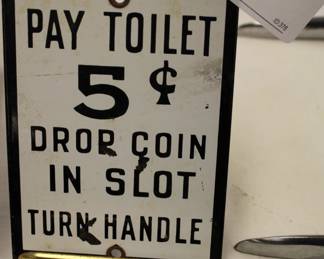 PAY TOILET
5¢
DROP COIN
IN SLOT
TURN HANDLE